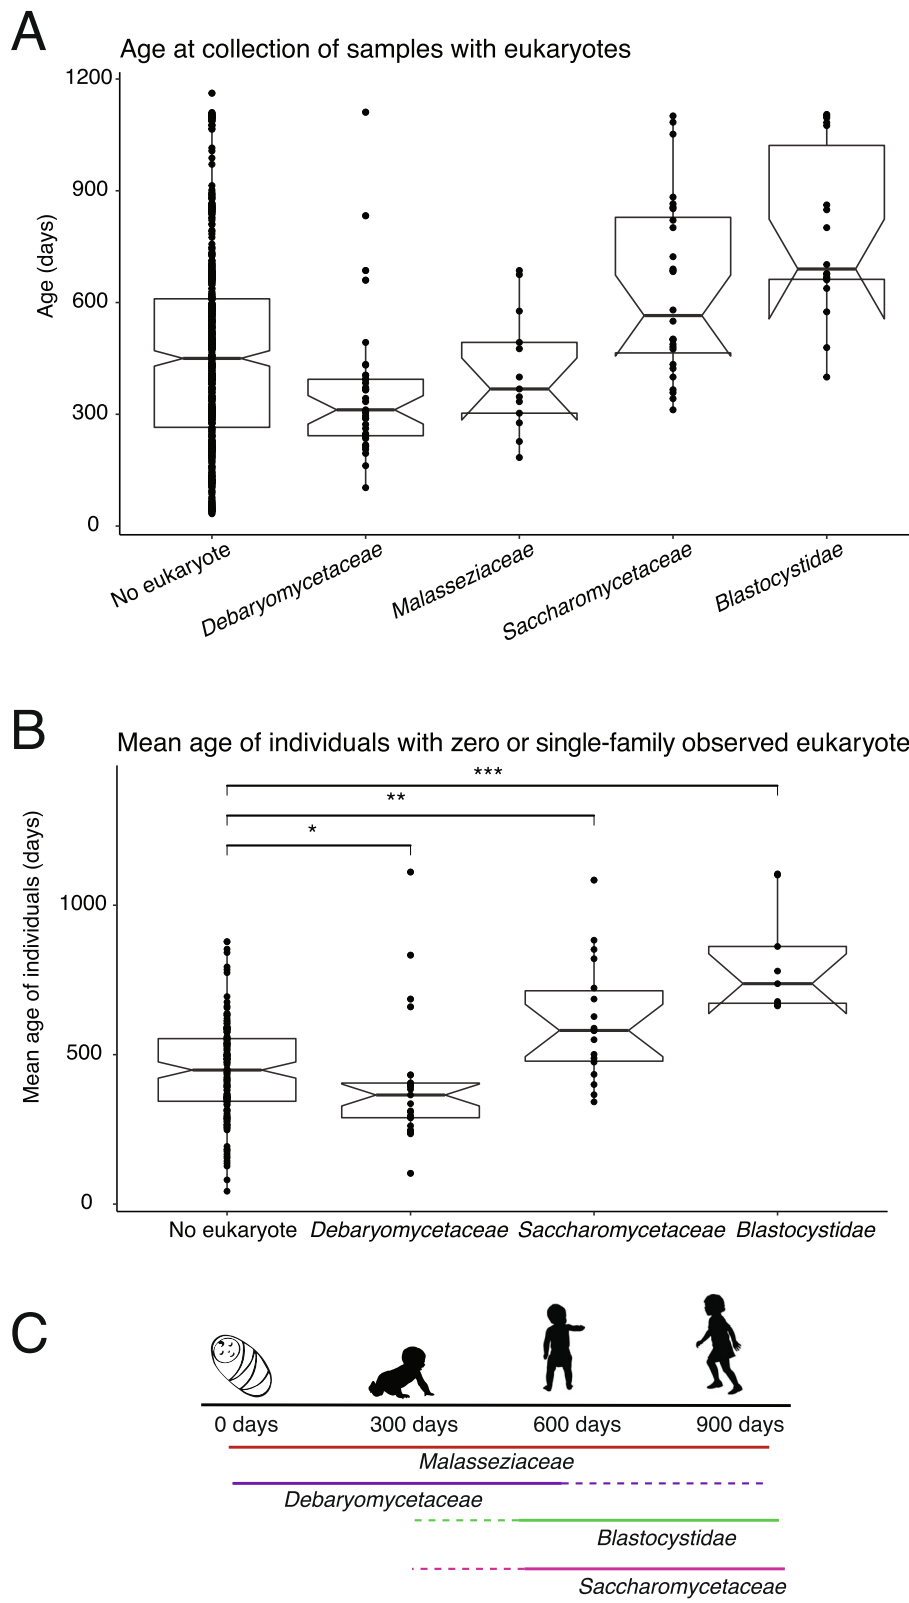 A
Age at collection of samples with eukaryotes
1200
900
600
300
0
Age (days)
No eukaryote
Debaryomycetaceae
Malasseziaceae
Saccharomycetaceae
Blastocystidae
B
Mean age of individuals with zero or single-family observed eukaryote
***
**
*
1000
500
0
Mean age of individuals (days)
No eukaryote Debaryomycetaceae Saccharomycetaceae Blastocystidae
C
0 days 300 days 600 days 900 days
Malasseziaceae
Debaryomycetaceae
Blastocystidae
Saccharomycetaceae